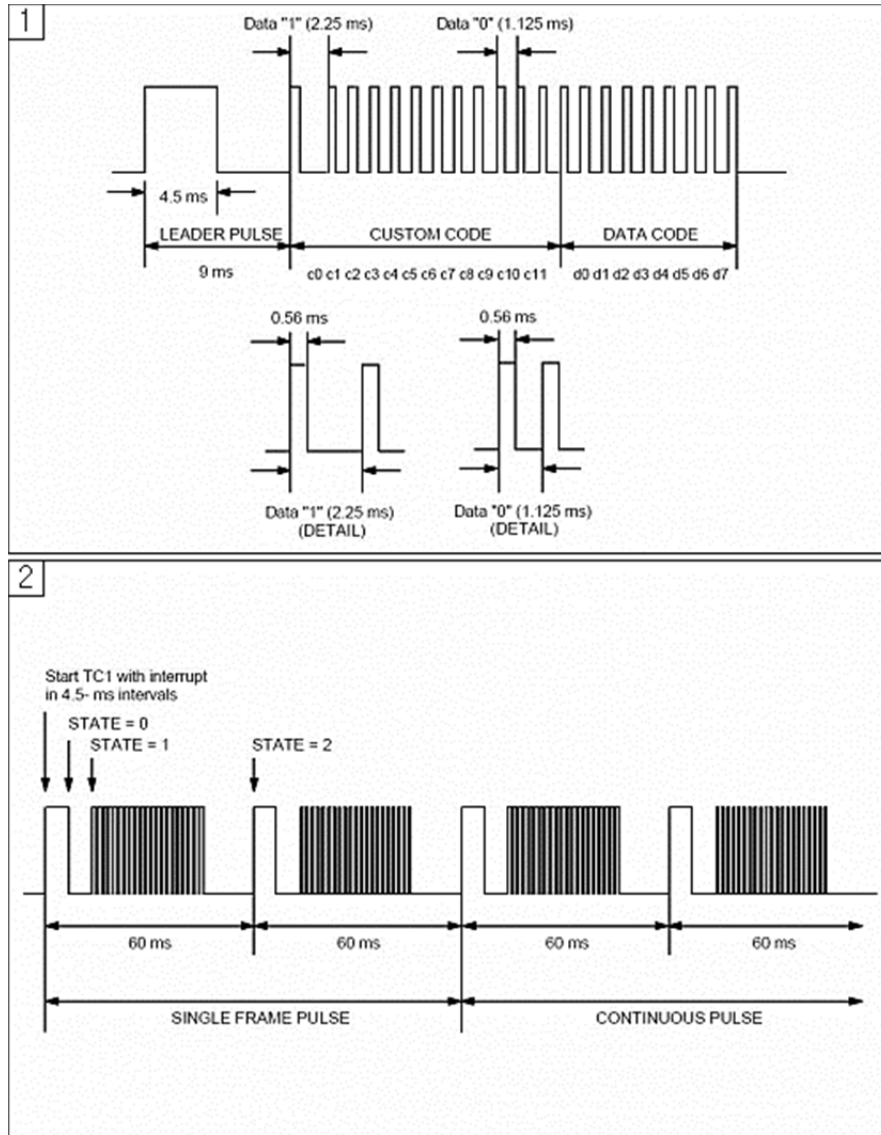 1
Data "1" (2.25 ms)
Data "0" (1.125 ms)
4.5 ms
LEADER PULSE
CUSTOM CODE
DATA CODE
9 ms
c0 c1 c2 c3 c4 c5 c6 c7 c8 c9 c10 c11
d0 d1 d2 d3 d4 d5 d6 d7
0.56 ms
0.56 ms
Data "1" (2.25 ms)
(DETAIL)
Data "0" (1.125 ms)
(DETAIL)
2
Start TC1 with interrupt
in 4.5- ms intervals
STATE = 0
STATE = 1
STATE = 2
60 ms
60 ms
60 ms
60 ms
SINGLE FRAME PULSE
CONTINUOUS PULSE